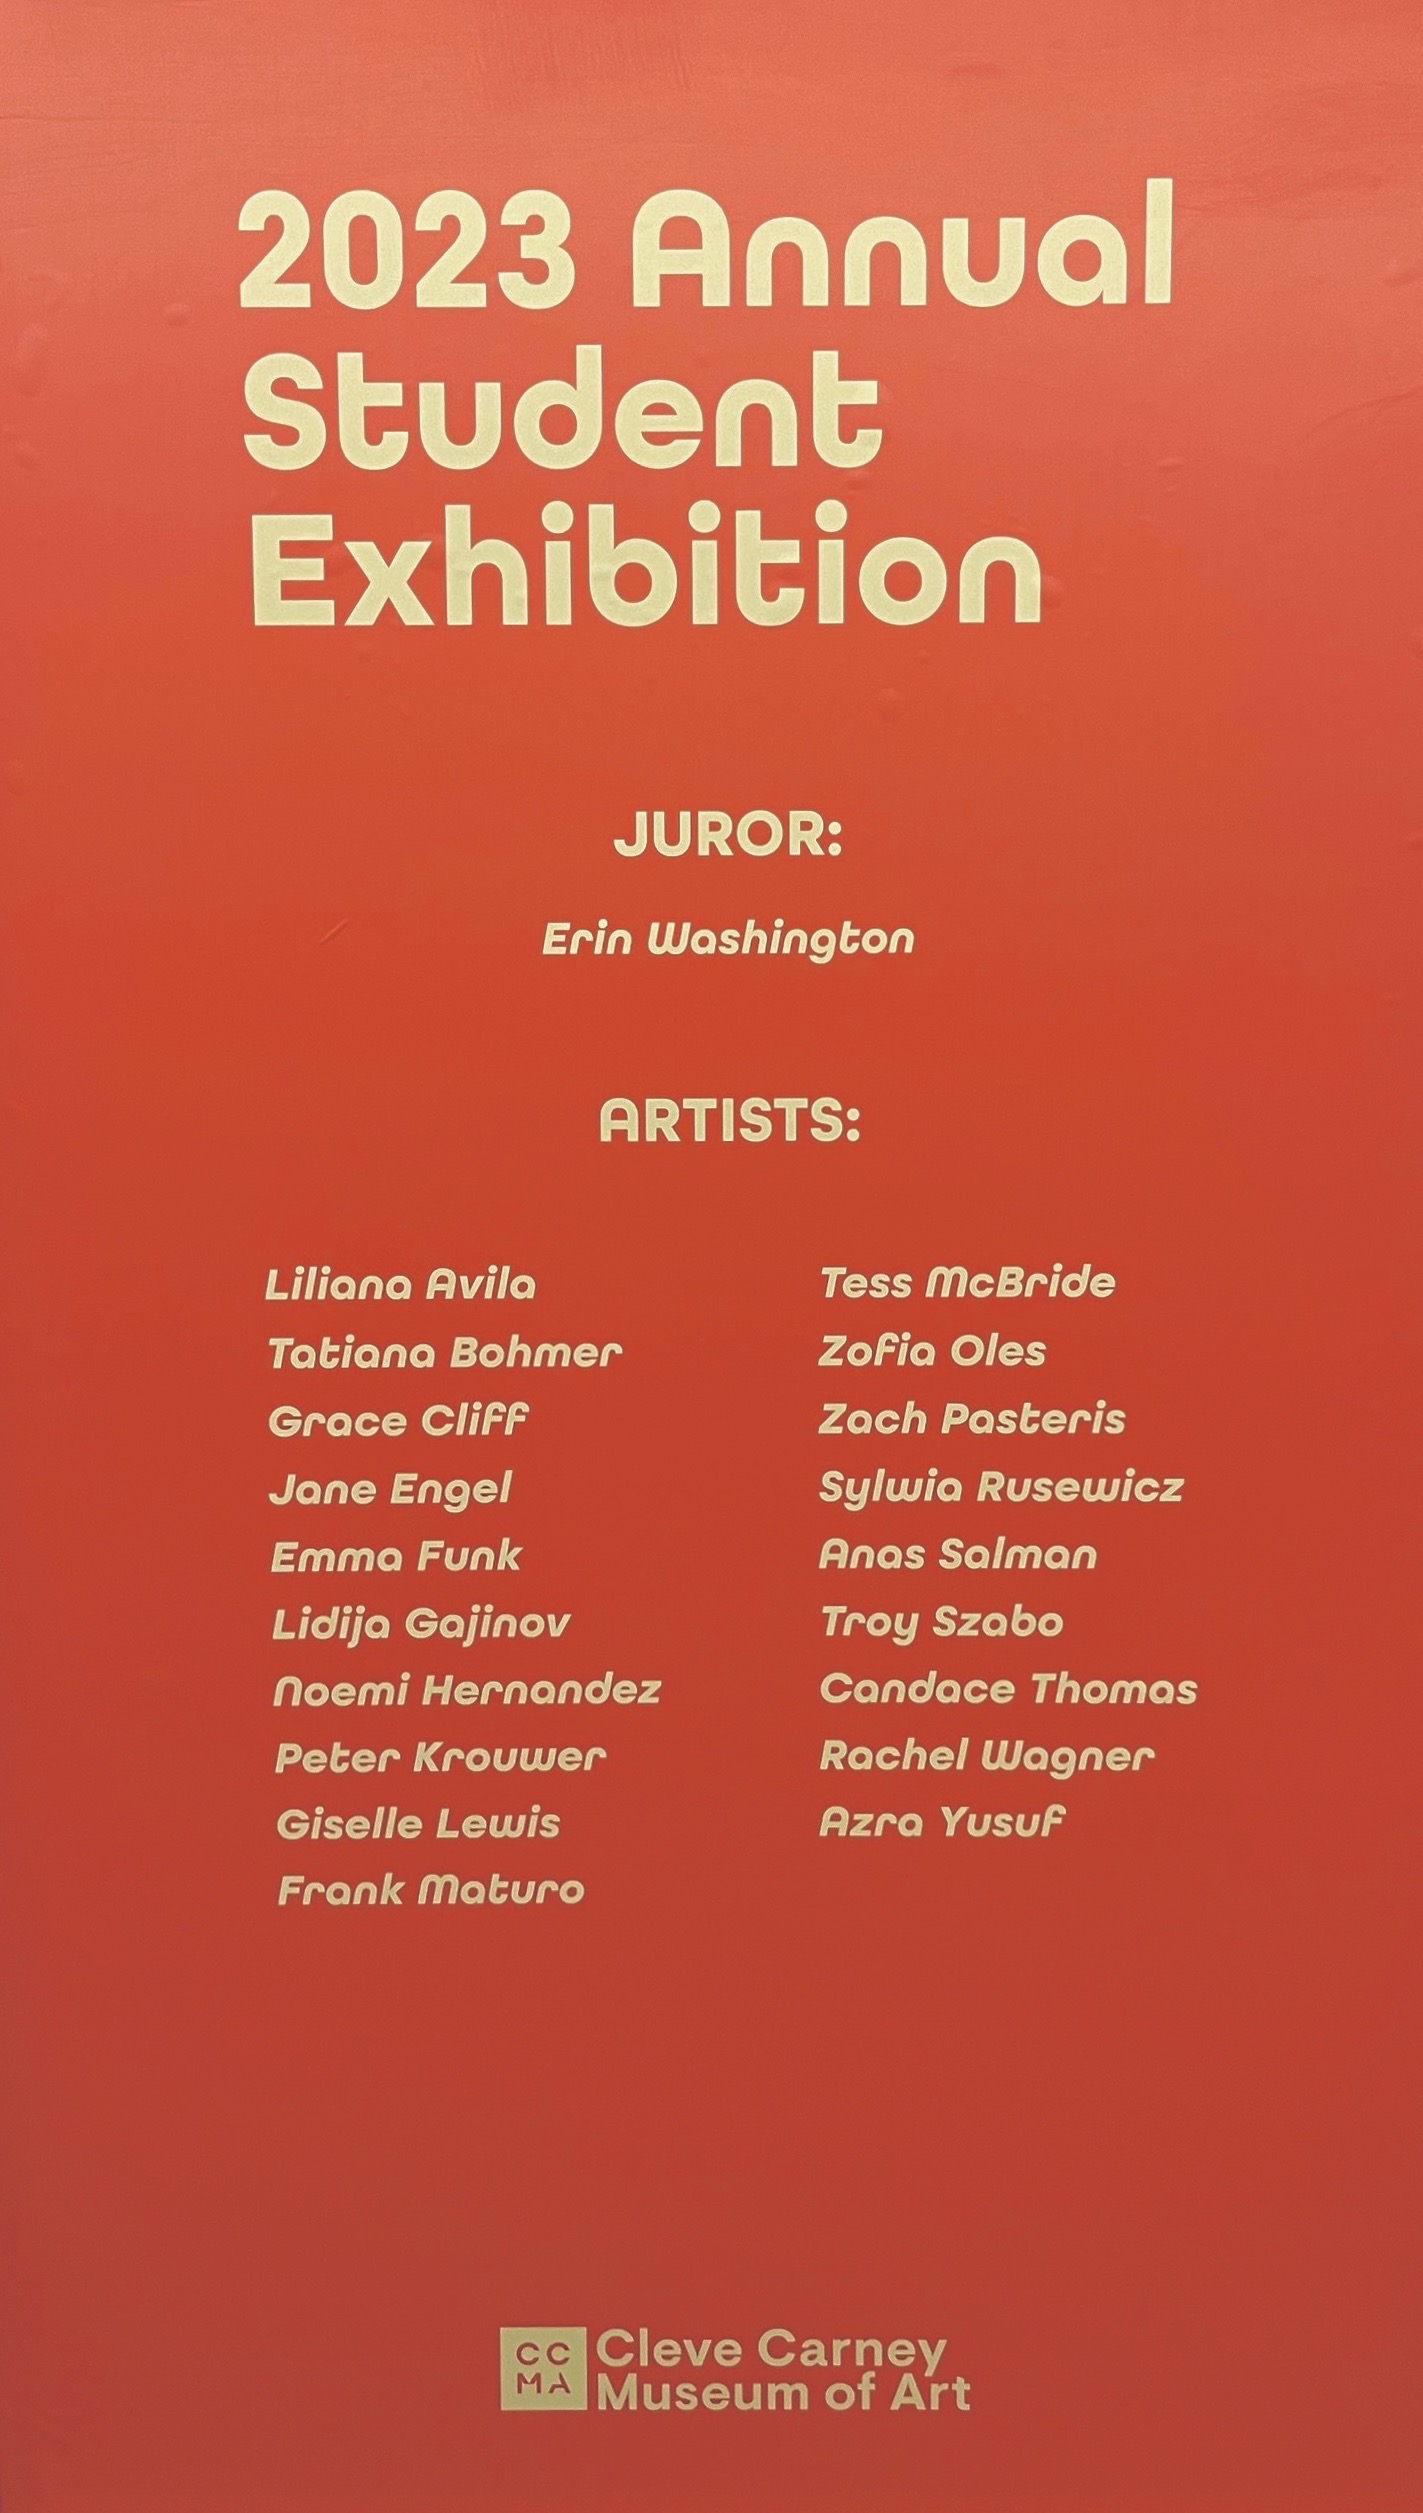 2023 Annual
Student
Exhibition
JUROR:
Erin Washington
ARTISTS:
Liliana Avila
Tatiana Bohmer
Grace Cliff
Jane Engel
Emma Funk
Lidija Gajinov
Noemi Hernandez
Peter Krouwer
Giselle Lewis
Frank Maturo
Tess McBride
Zofia Oles
Zach Pasteris
Sylwia Rusewicz
Anas Salman
Troy Szabo
Candace Thomas
Rachel Wagner
Azra Yusuf
CC
MA
Cleve Carney
Museum of Art